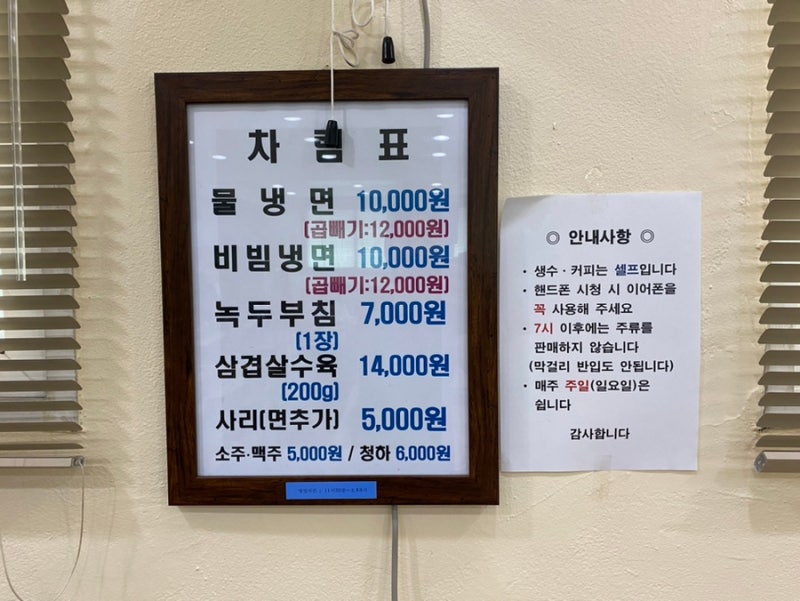 차림표
물냉면 10,000원
(곱빼기:12,000원)
비빔냉면 10,000원
(곱빼기:12,000원)
녹두부침 7,000원
(1장)
삼겹살수육 14,000원
(200g)
사리(면추가) 5,000원
소주·맥주 5,000원 / 청하 6,000원
◎ 안내사항 ◎
· 생수·커피는 셀프입니다
· 핸드폰 시청 시 이어폰을
꼭 사용해 주세요
· 7시 이후에는 주류를
판매하지 않습니다
(막걸리 반입도 안됩니다)
· 매주 주일(일요일)은
쉽니다
감사합니다